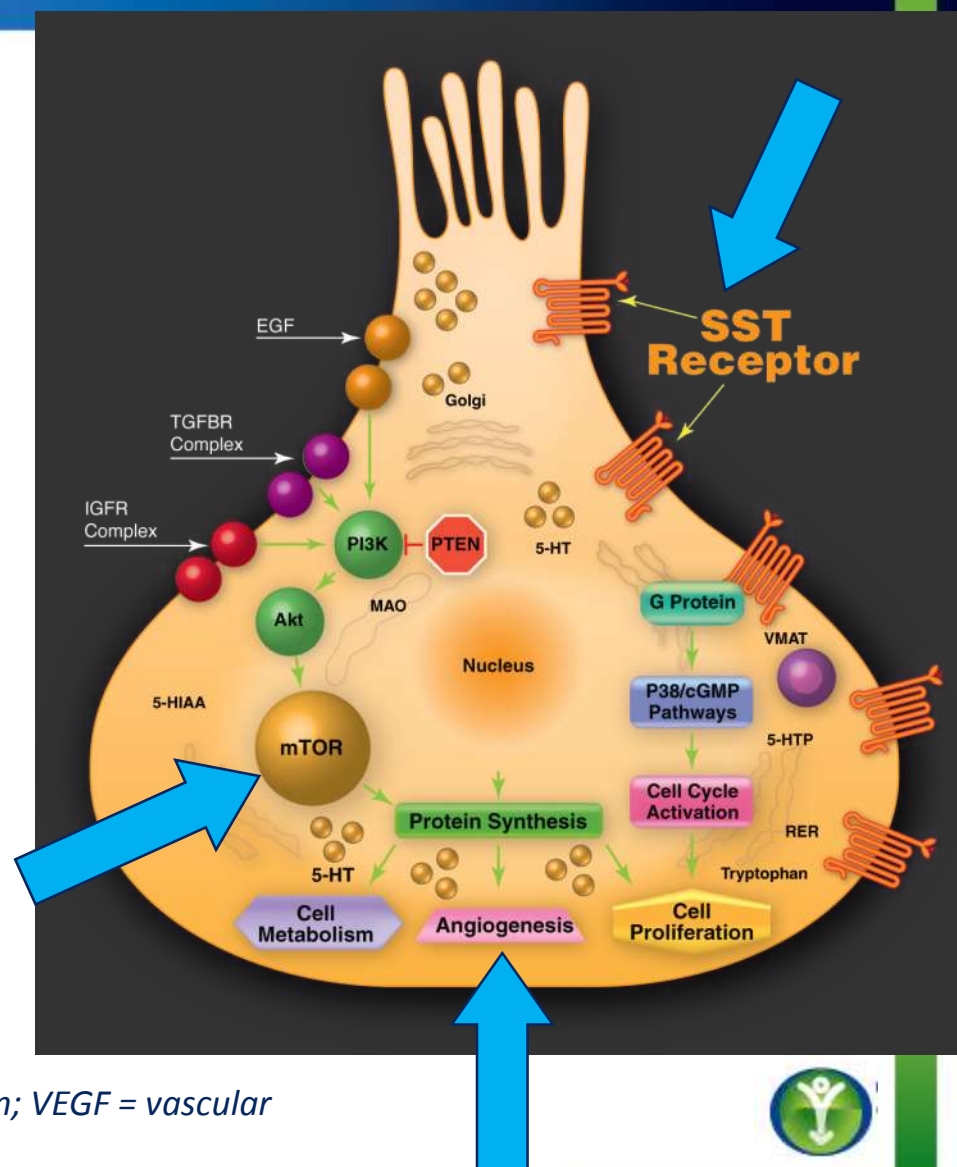 EGF
SST
Receptor
Golgi
TGFBR
Complex
IGFR
Complex
PI3K
PTEN
5-HT
Akt
MAO
G Protein
VMAT
Nucleus
5-HIAA
P38/cGMP
Pathways
mTOR
5-HTP
Cell Cycle
Activation
Protein Synthesis
RER
5-HT
Tryptophan
Cell
Metabolism
Angiogenesis
Cell
Proliferation
; VEGF = vascular